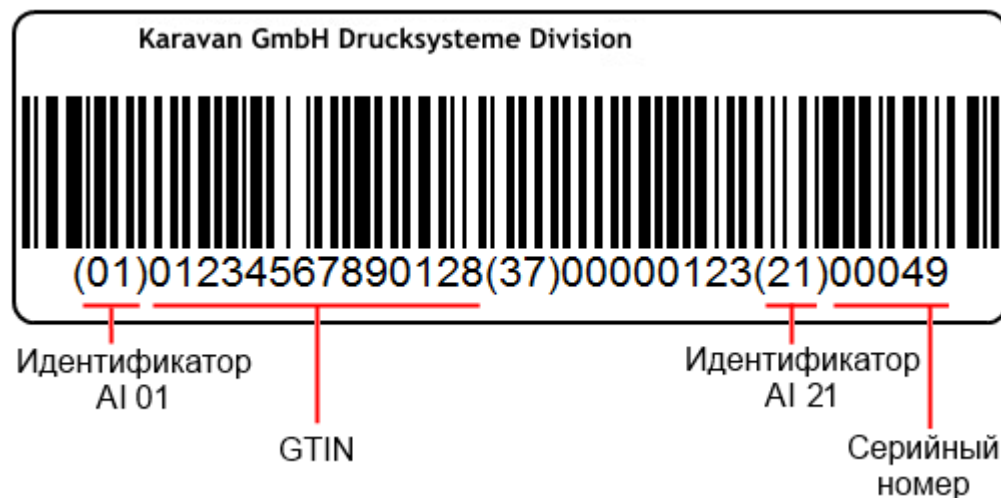 Karavan GmbH Drucksysteme Division
(01)01234567890128(37)00000123(21)00049
Идентификатор
AI 01
GTIN
Идентификатор
AI 21
Серийный
номер